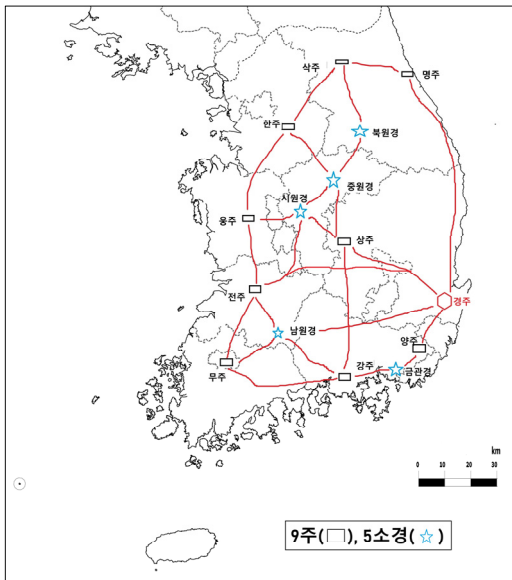 삭주
명주
한주
북원경
중원경
서원경
웅주
상주
전주
경주
남원경
양주
무주
강주
금관경
km
0 10 20 30
9주(□), 5소경(☆)